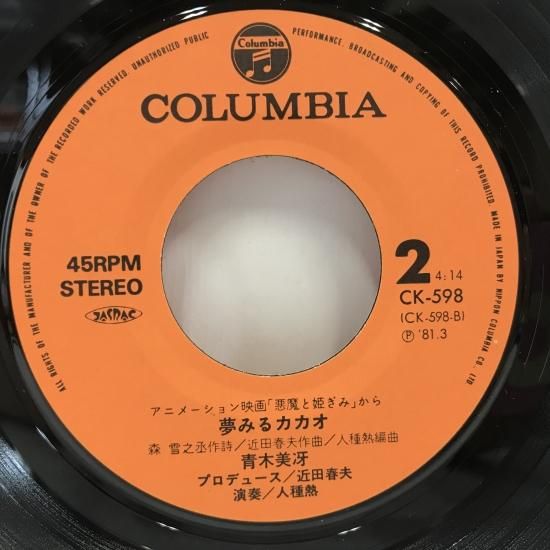 ALL RIGHTS OF THE MANUFACTURER AND OF THE OWNER OF THE RECORDED WORK RESERVED. UNAUTHORIZED PUBLIC PERFORMANCE, BROADCASTING AND COPYING OF THIS RECORD PROHIBITED. MADE IN JAPAN BY NIPPON COLUMBIA CO., LTD.
Columbia
COLUMBIA
45RPM
STEREO
JASRAC
2 4:14
CK-598
(CK-598-B)
Ⓟ '81.3
アニメーション映画「悪魔と姫ぎみ」から
夢みるカカオ
森 雪之丞作詩/近田春夫作曲/人種熱編曲
青木美冴
プロデュース/近田春夫
演奏/人種熱